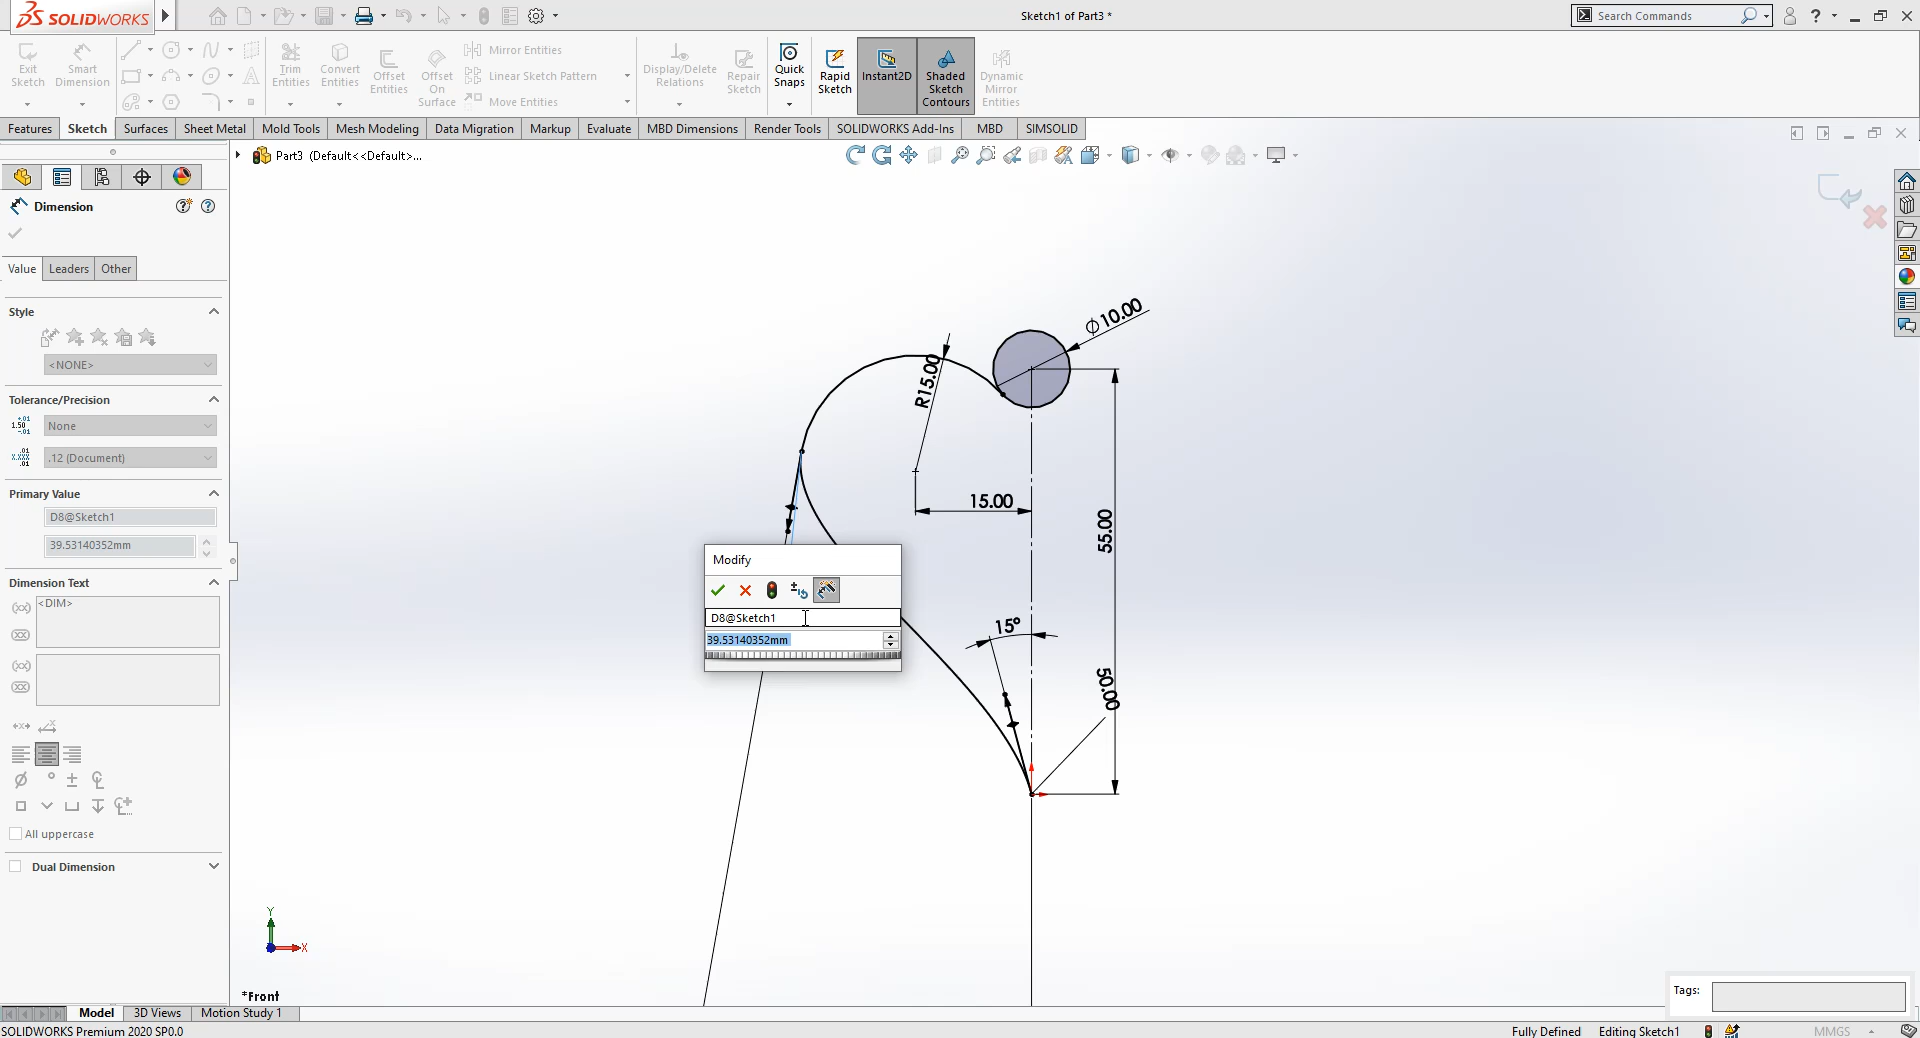 SOLIDWORKS
Sketch1 of Part3 *
Search Commands
Exit Sketch
Smart Dimension
Trim Entities
Convert Entities
Offset Entities
Offset On Surface
Mirror Entities
Linear Sketch Pattern
Move Entities
Display/Delete Relations
Repair Sketch
Quick Snaps
Rapid Sketch
Instant2D
Shaded Sketch Contours
Dynamic Mirror Entities
Features
Sketch
Surfaces
Sheet Metal
Mold Tools
Mesh Modeling
Data Migration
Markup
Evaluate
MBD Dimensions
Render Tools
SOLIDWORKS Add-Ins
MBD
SIMSOLID
Part3 (Default<<Default>...
Dimension
Value
Leaders
Other
Style
<NONE>
Tolerance/Precision
None
.12 (Document)
Primary Value
D8@Sketch1
39.53140352mm
Dimension Text
<DIM>
All uppercase
Dual Dimension
∅10.00
R15.00
15.00
55.00
Modify
D8@Sketch1
39.53140352mm
15°
50.00
Y
X
*Front
Tags:
Model
3D Views
Motion Study 1
SOLIDWORKS Premium 2020 SP0.0
Fully Defined
Editing Sketch1
MMGS